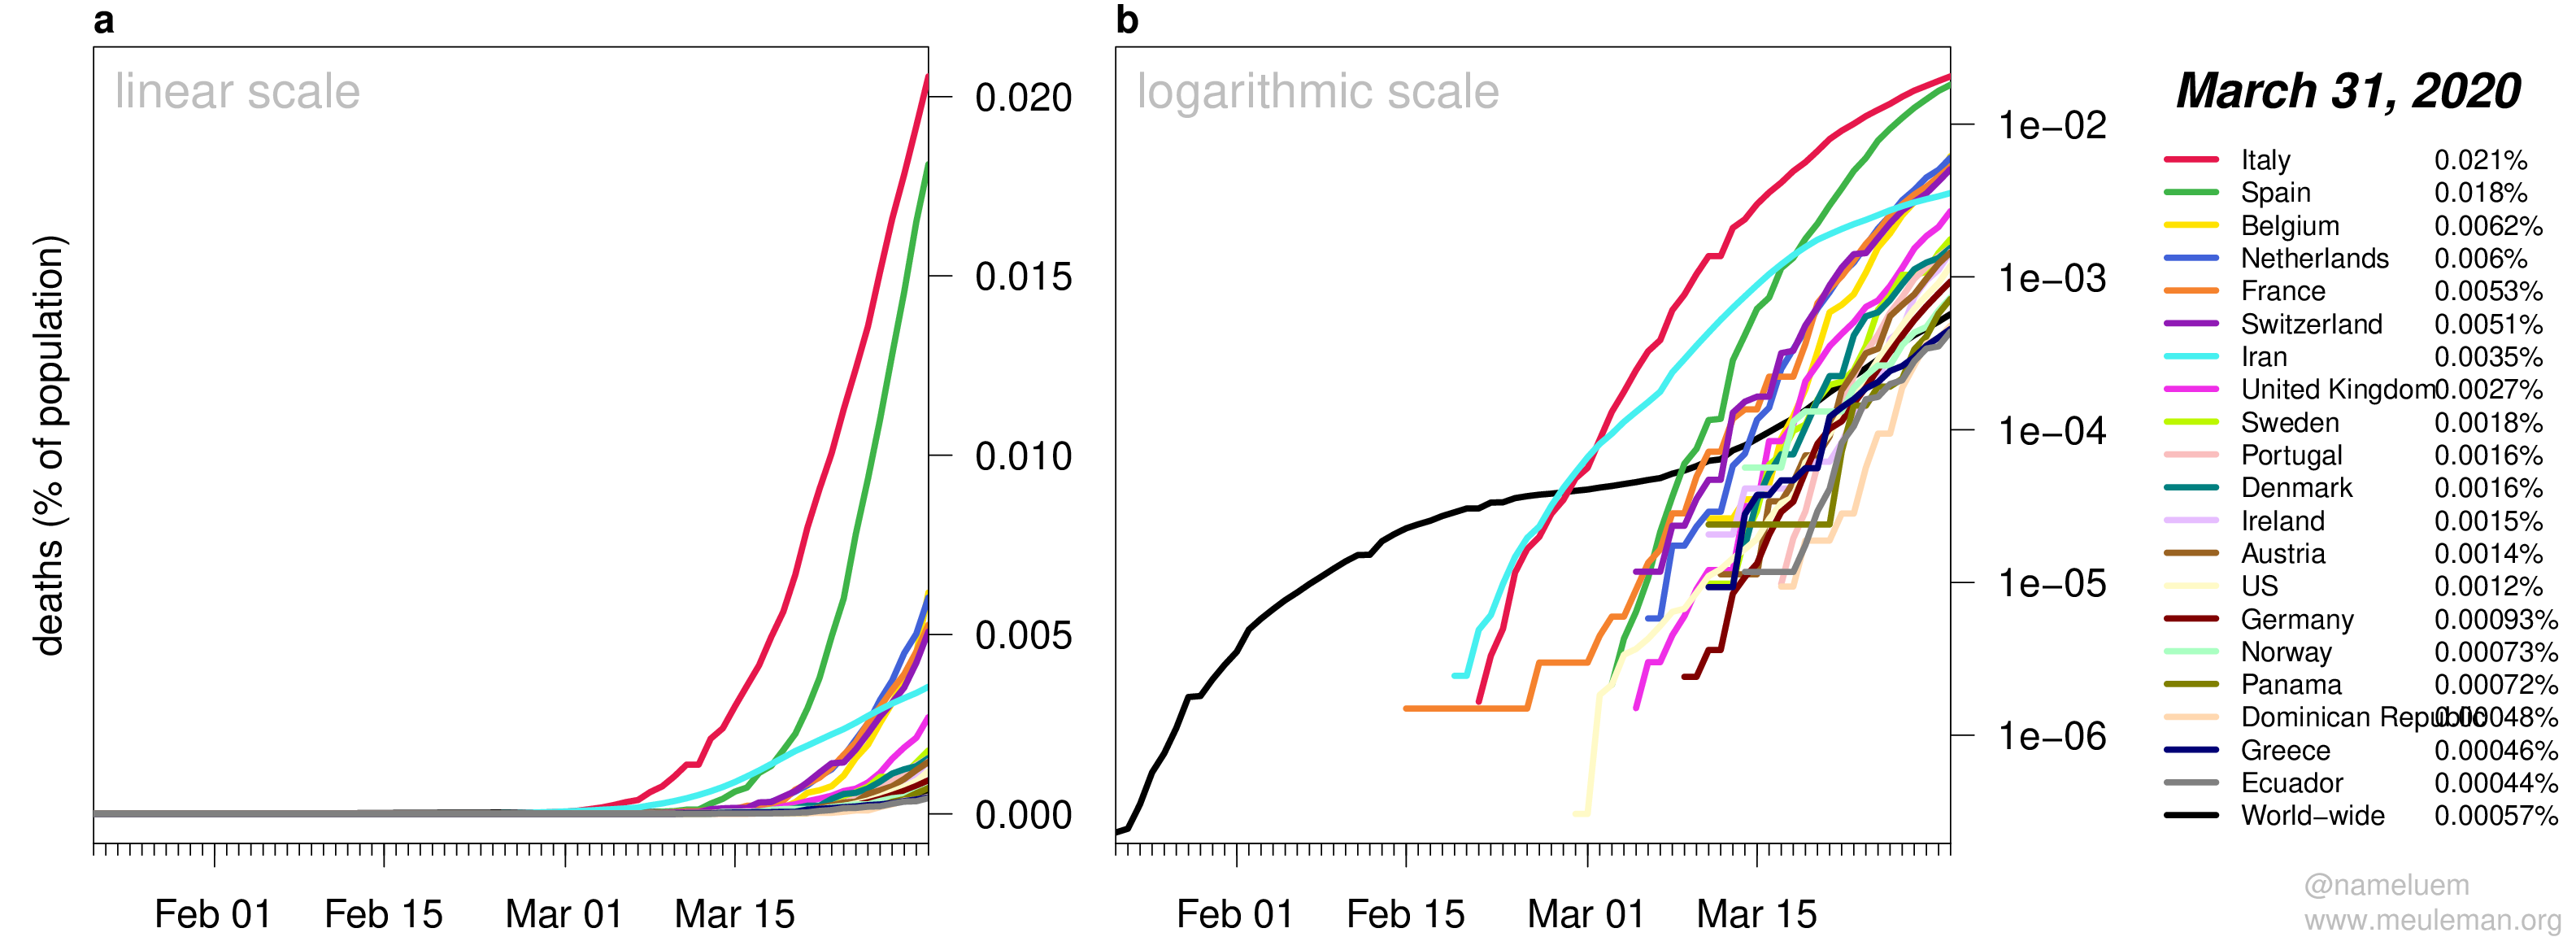 a
linear scale
deaths (% of population)
0.020
0.015
0.010
0.005
0.000
Feb 01 Feb 15 Mar 01 Mar 15
b
logarithmic scale
1e−02
1e−03
1e−04
1e−05
1e−06
Feb 01 Feb 15 Mar 01 Mar 15
March 31, 2020
Italy 0.021%
Spain 0.018%
Belgium 0.0062%
Netherlands 0.006%
France 0.0053%
Switzerland 0.0051%
Iran 0.0035%
United Kingdom 0.0027%
Sweden 0.0018%
Portugal 0.0016%
Denmark 0.0016%
Ireland 0.0015%
Austria 0.0014%
US 0.0012%
Germany 0.00093%
Norway 0.00073%
Panama 0.00072%
Dominican Republic 0.00048%
Greece 0.00046%
Ecuador 0.00044%
World−wide 0.00057%
@nameluem
www.meuleman.org